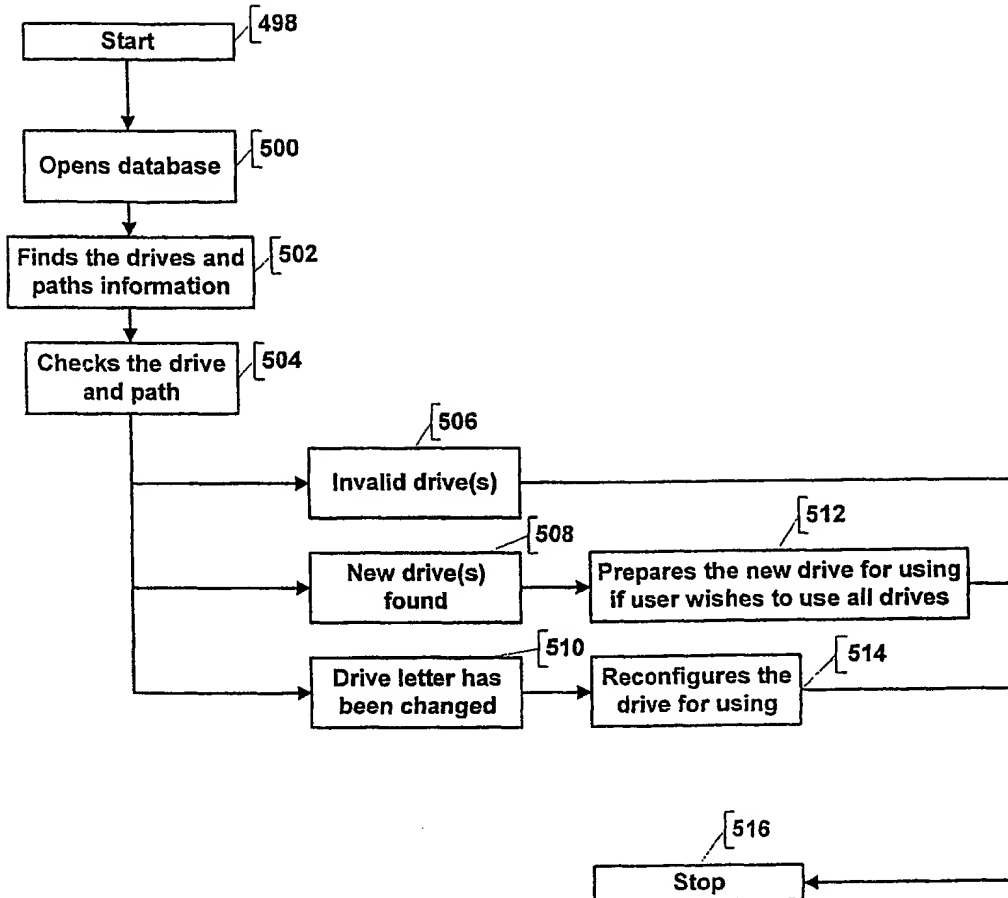 Start
498
Opens database
500
Finds the drives and
paths information
502
Checks the drive
and path
504
Invalid drive(s)
506
New drive(s)
found
508
Prepares the new drive for using
if user wishes to use all drives
512
Drive letter has
been changed
510
Reconfigures the
drive for using
514
Stop
516